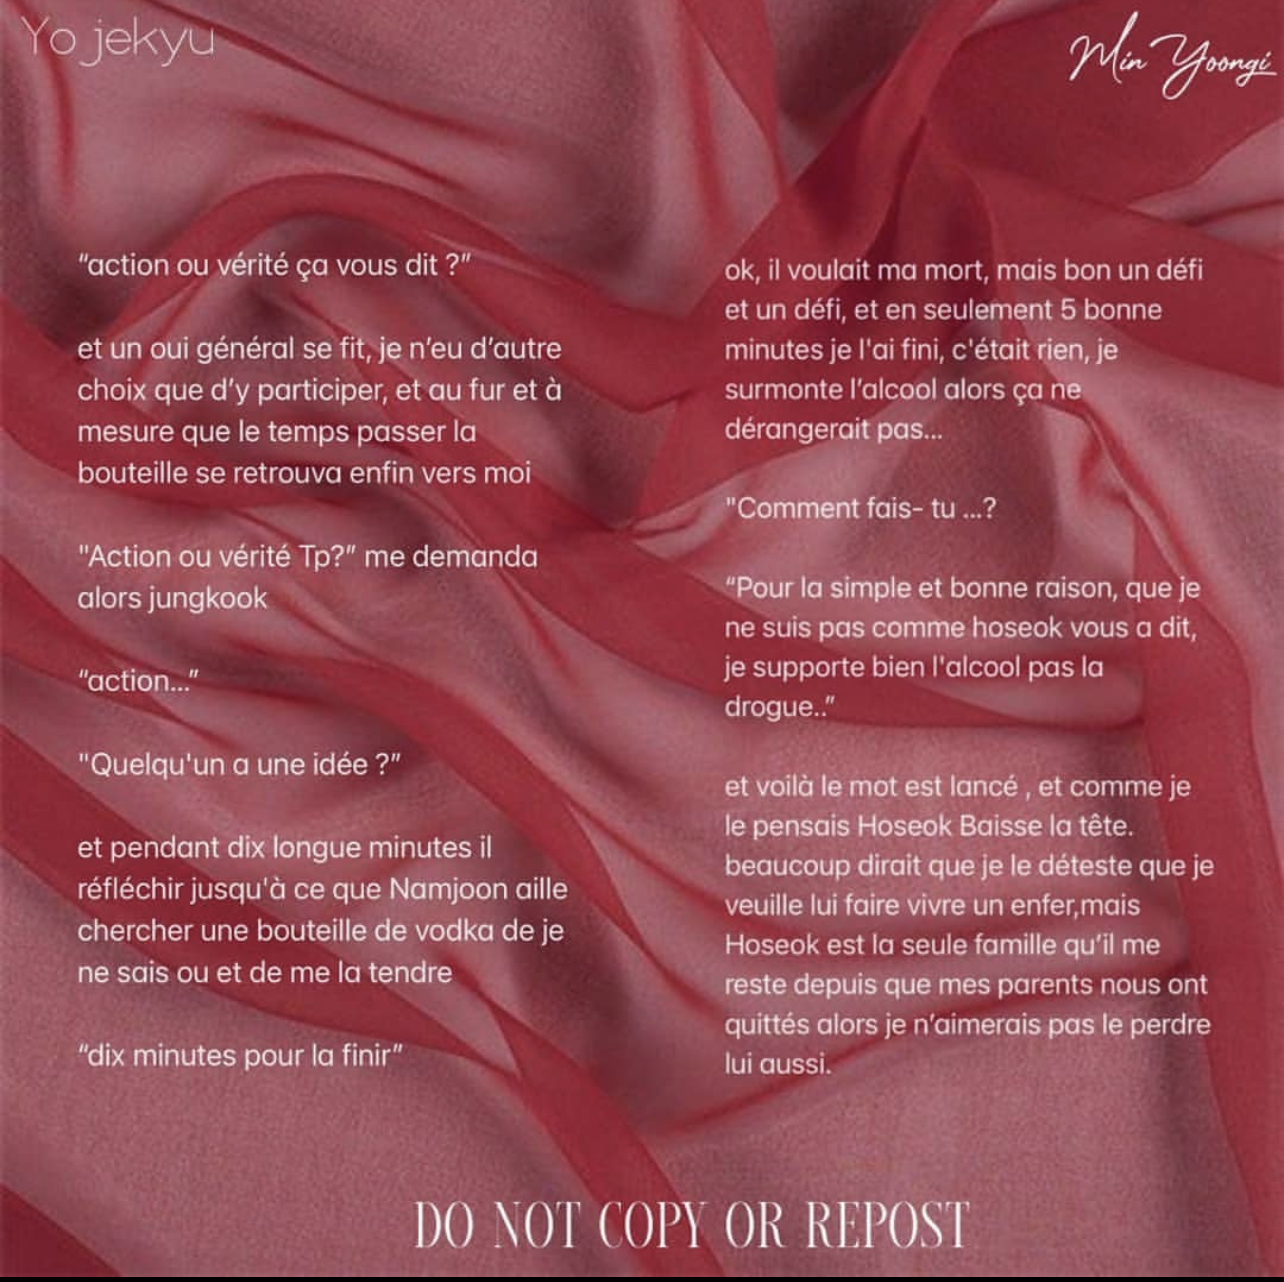 Yo jekyu
Min Yoongi
“action ou vérité ça vous dit ?”
et un oui général se fit, je n’eu d’autre
choix que d’y participer, et au fur et à
mesure que le temps passer la
bouteille se retrouva enfin vers moi
"Action ou vérité Tp?” me demanda
alors jungkook
“action...”
"Quelqu'un a une idée ?”
et pendant dix longue minutes il
réfléchir jusqu'à ce que Namjoon aille
chercher une bouteille de vodka de je
ne sais ou et de me la tendre
“dix minutes pour la finir”
ok, il voulait ma mort, mais bon un défi
et un défi, et en seulement 5 bonne
minutes je l'ai fini, c'était rien, je
surmonte l’alcool alors ça ne
dérangerait pas...
"Comment fais- tu ...?
“Pour la simple et bonne raison, que je
ne suis pas comme hoseok vous a dit,
je supporte bien l'alcool pas la
drogue..”
et voilà le mot est lancé , et comme je
le pensais Hoseok Baisse la tête.
beaucoup dirait que je le déteste que je
veuille lui faire vivre un enfer,mais
Hoseok est la seule famille qu’il me
reste depuis que mes parents nous ont
quittés alors je n’aimerais pas le perdre
lui aussi.
DO NOT COPY OR REPOST